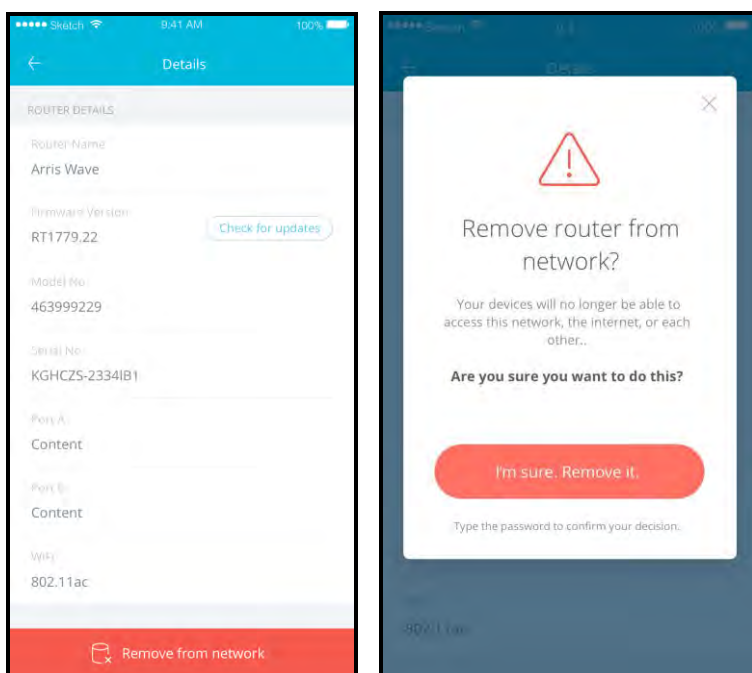 Sketch 9:41 AM 100%
Details
ROUTER DETAILS
Router Name
Arris Wave
Firmware Version
RT1779.22
Check for updates
Model No
463999229
Serial No
KGHCZS-2334IB1
Port A
Content
Port B
Content
WiFi
802.11ac
Remove from network
Details
Remove router from
network?
Your devices will no longer be able to
access this network, the internet, or each
other..
Are you sure you want to do this?
I'm sure. Remove it.
Type the password to confirm your decision.
802.11ac